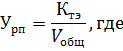 Урп = Ктэ / Vобщ, где